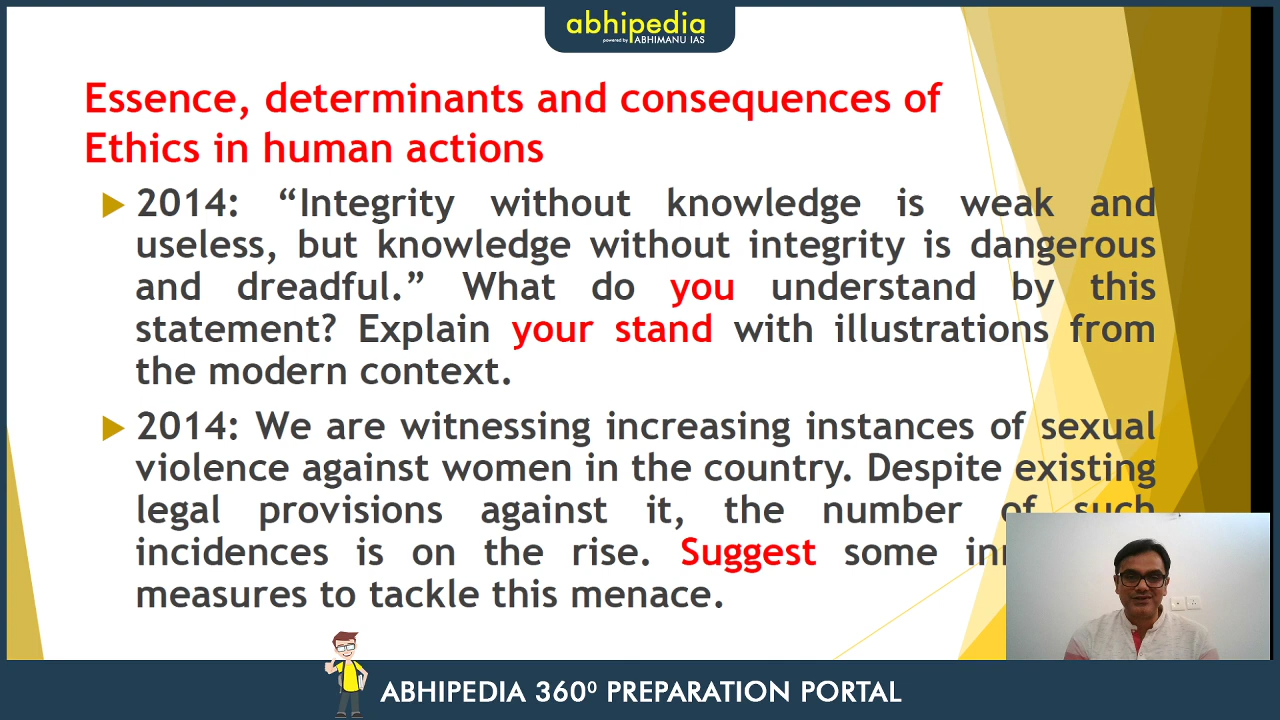 abhipedia
powered by ABHIMANU IAS
Essence, determinants and consequences of
Ethics in human actions
2014: “Integrity without knowledge is weak and
useless, but knowledge without integrity is dangerous
and dreadful.” What do you understand by this
statement? Explain your stand with illustrations from
the modern context.
2014: We are witnessing increasing instances of sexual
violence against women in the country. Despite existing
legal provisions against it, the number of such
incidences is on the rise. Suggest some
measures to tackle this menace.
ABHIPEDIA 360⁰ PREPARATION PORTAL